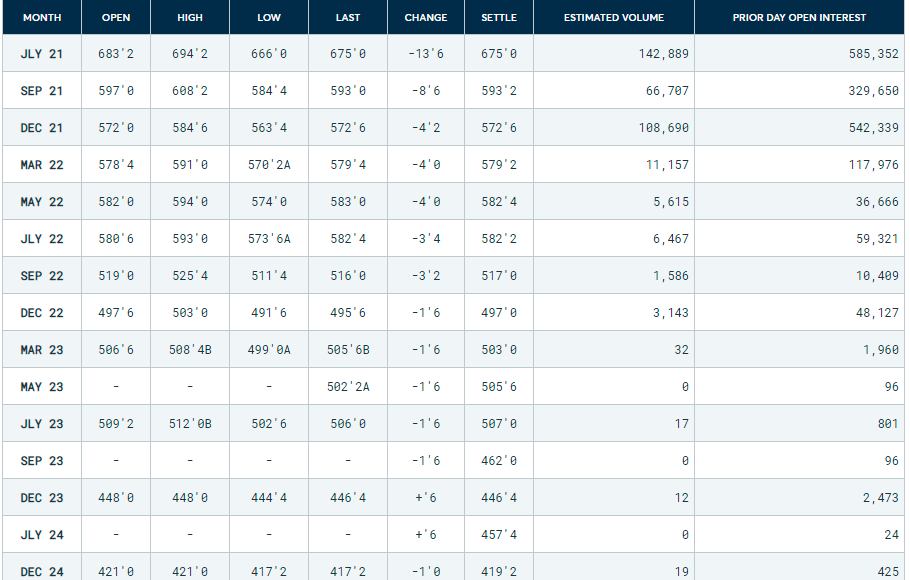 MONTH OPEN HIGH LOW LAST CHANGE SETTLE ESTIMATED VOLUME PRIOR DAY OPEN INTEREST
JLY 21 683'2 694'2 666'0 675'0 -13'6 675'0 142,889 585,352
SEP 21 597'0 608'2 584'4 593'0 -8'6 593'2 66,707 329,650
DEC 21 572'0 584'6 563'4 572'6 -4'2 572'6 108,690 542,339
MAR 22 578'4 591'0 570'2A 579'4 -4'0 579'2 11,157 117,976
MAY 22 582'0 594'0 574'0 583'0 -4'0 582'4 5,615 36,666
JLY 22 580'6 593'0 573'6A 582'4 -3'4 582'2 6,467 59,321
SEP 22 519'0 525'4 511'4 516'0 -3'2 517'0 1,586 10,409
DEC 22 497'6 503'0 491'6 495'6 -1'6 497'0 3,143 48,127
MAR 23 506'6 508'4B 499'0A 505'6B -1'6 503'0 32 1,960
MAY 23 - - - 502'2A -1'6 505'6 0 96
JLY 23 509'2 512'0B 502'6 506'0 -1'6 507'0 17 801
SEP 23 - - - - -1'6 462'0 0 96
DEC 23 448'0 448'0 444'4 446'4 +'6 446'4 12 2,473
JLY 24 - - - - +'6 457'4 0 24
DEC 24 421'0 421'0 417'2 417'2 -1'0 419'2 19 425